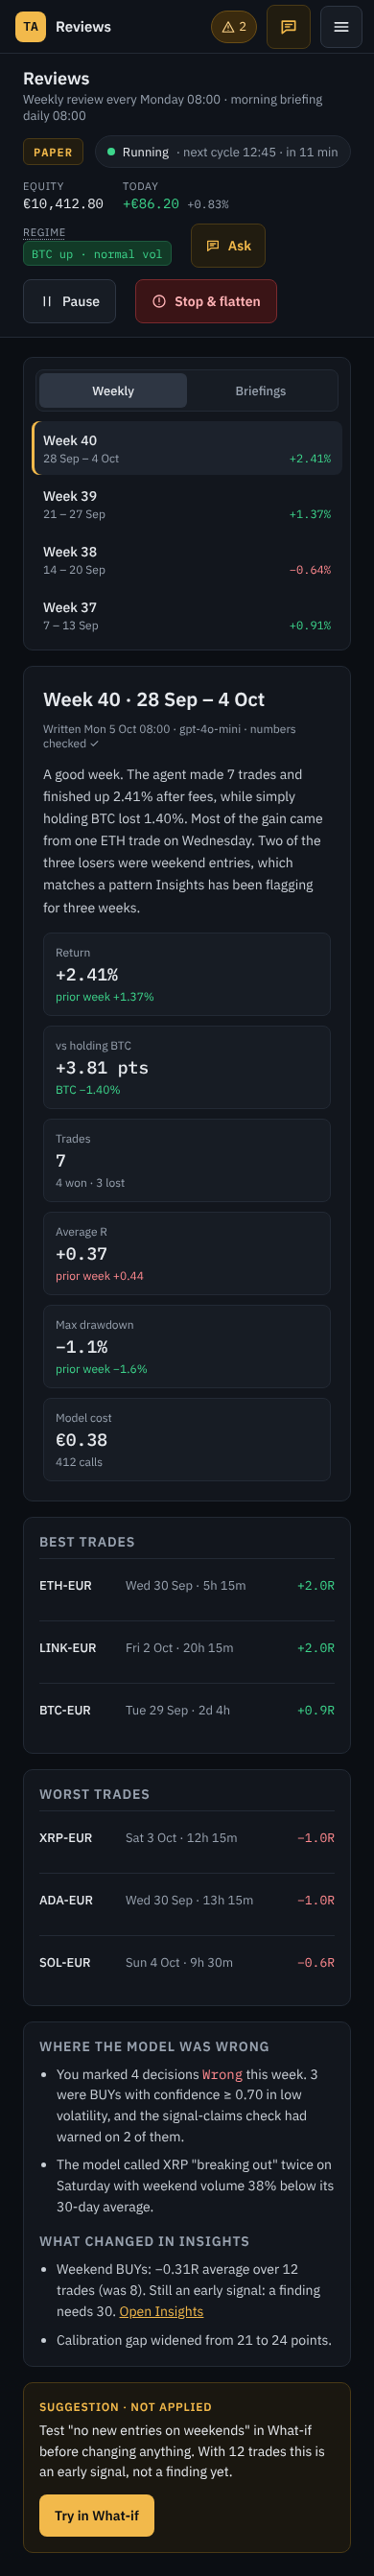 TA Reviews 2
Reviews
Weekly review every Monday 08:00 · morning briefing
daily 08:00
PAPER Running · next cycle 12:45 · in 11 min
EQUITY TODAY
€10,412.80 +€86.20 +0.83%
REGIME
BTC up · normal vol
Ask
Pause Stop & flatten
Weekly Briefings
Week 40
28 Sep – 4 Oct +2.41%
Week 39
21 – 27 Sep +1.37%
Week 38
14 – 20 Sep −0.64%
Week 37
7 – 13 Sep +0.91%
Week 40 · 28 Sep – 4 Oct
Written Mon 5 Oct 08:00 · gpt-4o-mini · numbers
checked ✓
A good week. The agent made 7 trades and
finished up 2.41% after fees, while simply
holding BTC lost 1.40%. Most of the gain came
from one ETH trade on Wednesday. Two of the
three losers were weekend entries, which
matches a pattern Insights has been flagging
for three weeks.
Return
+2.41%
prior week +1.37%
vs holding BTC
+3.81 pts
BTC −1.40%
Trades
7
4 won · 3 lost
Average R
+0.37
prior week +0.44
Max drawdown
−1.1%
prior week −1.6%
Model cost
€0.38
412 calls
BEST TRADES
ETH-EUR Wed 30 Sep · 5h 15m +2.0R
LINK-EUR Fri 2 Oct · 20h 15m +2.0R
BTC-EUR Tue 29 Sep · 2d 4h +0.9R
WORST TRADES
XRP-EUR Sat 3 Oct · 12h 15m −1.0R
ADA-EUR Wed 30 Sep · 13h 15m −1.0R
SOL-EUR Sun 4 Oct · 9h 30m −0.6R
WHERE THE MODEL WAS WRONG
• You marked 4 decisions Wrong this week. 3
were BUYs with confidence ≥ 0.70 in low
volatility, and the signal-claims check had
warned on 2 of them.
• The model called XRP "breaking out" twice on
Saturday with weekend volume 38% below its
30-day average.
WHAT CHANGED IN INSIGHTS
• Weekend BUYs: −0.31R average over 12
trades (was 8). Still an early signal: a finding
needs 30. Open Insights
• Calibration gap widened from 21 to 24 points.
SUGGESTION · NOT APPLIED
Test "no new entries on weekends" in What-if
before changing anything. With 12 trades this is
an early signal, not a finding yet.
Try in What-if